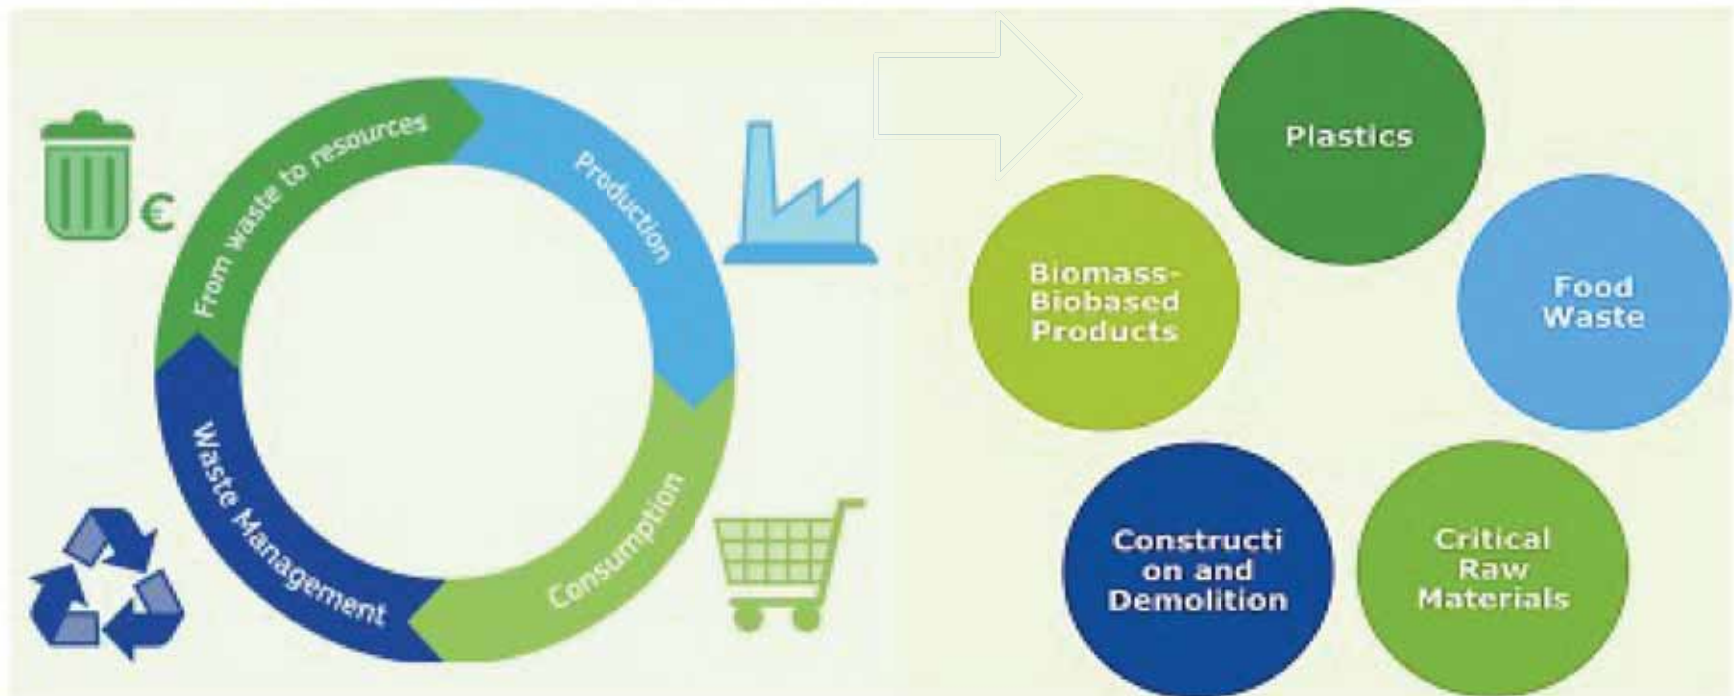 From waste to resources
Production
Consumption
Waste Management
€
Plastics
Food
Waste
Critical
Raw
Materials
Constructi
on and
Demolition
Biomass-
Biobased
Products